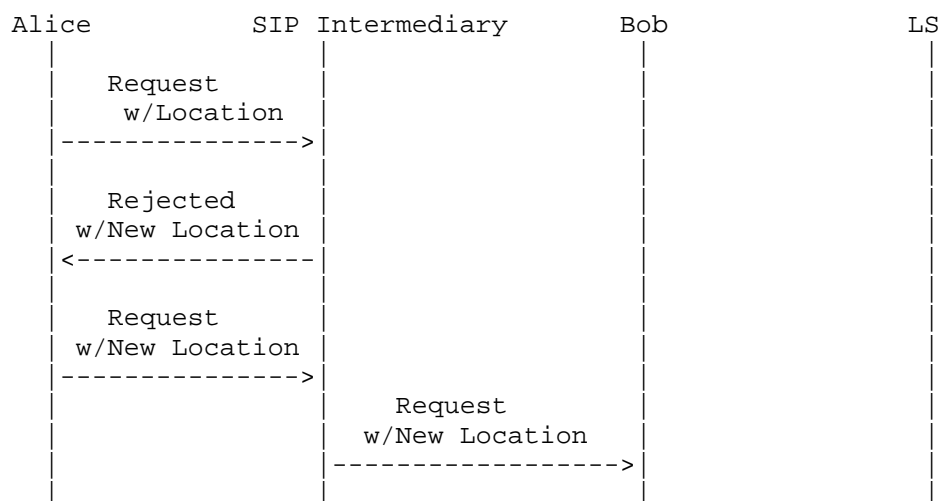 Alice SIP Intermediary Bob LS
Request
w/Location
Rejected
w/New Location
Request
w/New Location
Request
w/New Location